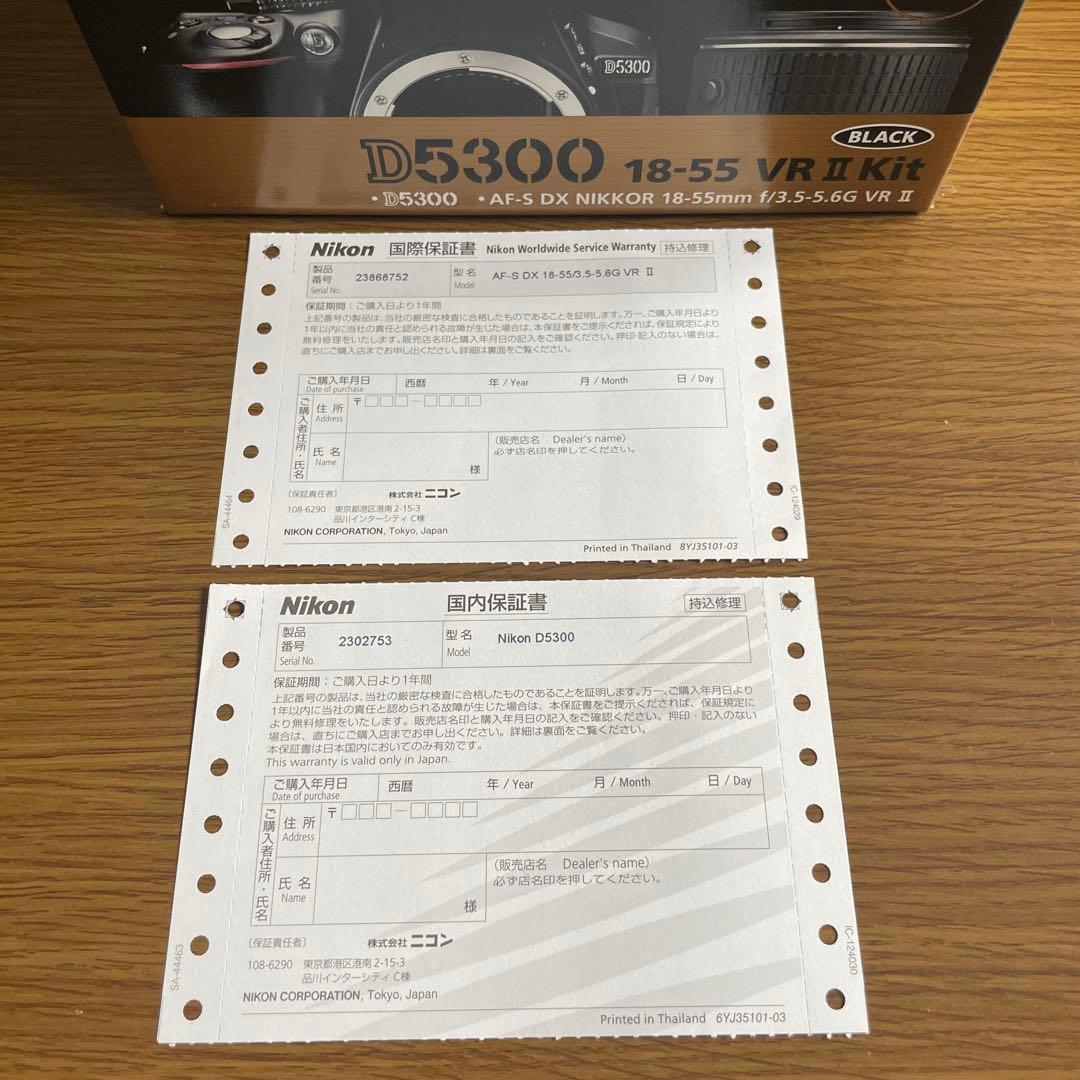 D5300
BLACK
D5300 18-55 VR II Kit
・D5300 ・AF-S DX NIKKOR 18-55mm f/3.5-5.6G VR II
Nikon 国際保証書 Nikon Worldwide Service Warranty 持込修理
製品番号 Serial No. 23868752 型名 Model AF-S DX 18-55/3.5-5.6G VR II
保証期間：ご購入日より1年間
上記番号の製品は、当社の厳密な検査に合格したものであることを証明します。万一、ご購入年月日より
1年以内に当社の責任と認められる故障が生じた場合は、本保証書をご提示くだされば、保証規定により
無料修理をいたします。販売店名印と購入年月日の記入をご確認ください。押印・記入のない場合は、
直ちにご購入店までお申し出ください。詳細は裏面をご覧ください。
ご購入年月日 Date of purchase 西暦 年 / Year 月 / Month 日 / Day
ご購入者住所・氏名
住所 Address 〒□□□-□□□□
氏名 Name 様
（販売店名 Dealer's name）
必ず店名印を押してください。
〔保証責任者〕 株式会社 ニコン
108-6290 東京都港区港南2-15-3
品川インターシティ C棟
NIKON CORPORATION, Tokyo, Japan
Printed in Thailand 8YJ35101-03
SA-44464
IC-124029
Nikon 国内保証書 持込修理
製品番号 Serial No. 2302753 型名 Model Nikon D5300
保証期間：ご購入日より1年間
上記番号の製品は、当社の厳密な検査に合格したものであることを証明します。万一、ご購入年月日より
1年以内に当社の責任と認められる故障が生じた場合は、本保証書をご提示くだされば、保証規定に
より無料修理をいたします。販売店名印と購入年月日の記入をご確認ください。押印・記入のない
場合は、直ちにご購入店までお申し出ください。詳細は裏面をご覧ください。
本保証書は日本国内においてのみ有効です。
This warranty is valid only in Japan.
ご購入年月日 Date of purchase 西暦 年 / Year 月 / Month 日 / Day
ご購入者住所・氏名
住所 Address 〒□□□-□□□□
氏名 Name 様
（販売店名 Dealer's name）
必ず店名印を押してください。
〔保証責任者〕 株式会社 ニコン
108-6290 東京都港区港南2-15-3
品川インターシティ C棟
NIKON CORPORATION, Tokyo, Japan
Printed in Thailand 6YJ35101-03
SA-44463
IC-124030